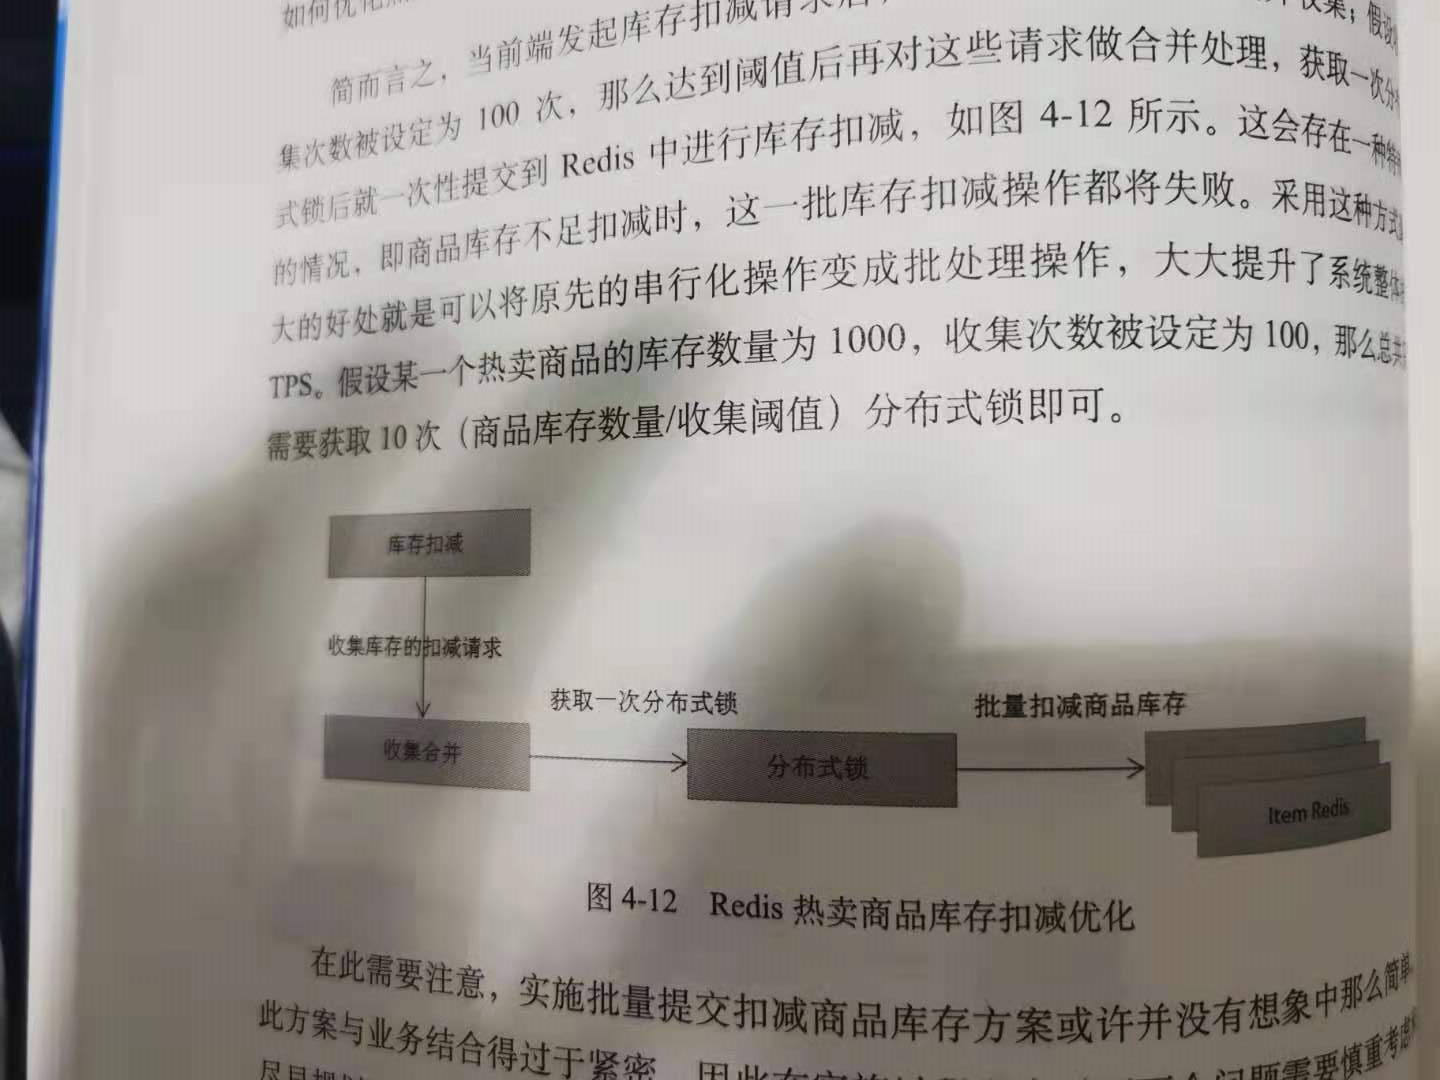 如何优化
简而言之，当前端发起库存扣减请求后，收集；假设
集次数被设定为 100 次，那么达到阈值后再对这些请求做合并处理，获取一次分
式锁后就一次性提交到 Redis 中进行库存扣减，如图 4-12 所示。这会存在一种特
的情况，即商品库存不足扣减时，这一批库存扣减操作都将失败。采用这种方式
大的好处就是可以将原先的串行化操作变成批处理操作，大大提升了系统整体
TPS。假设某一个热卖商品的库存数量为 1000，收集次数被设定为 100，那么总共
需要获取 10 次（商品库存数量/收集阈值）分布式锁即可。
库存扣减
收集库存的扣减请求
获取一次分布式锁
批量扣减商品库存
收集合并
分布式锁
Item Redis
图 4-12 Redis 热卖商品库存扣减优化
在此需要注意，实施批量提交扣减商品库存方案或许并没有想象中那么简单
此方案与业务结合得过于紧密，因此在实施问题需要慎重考虑